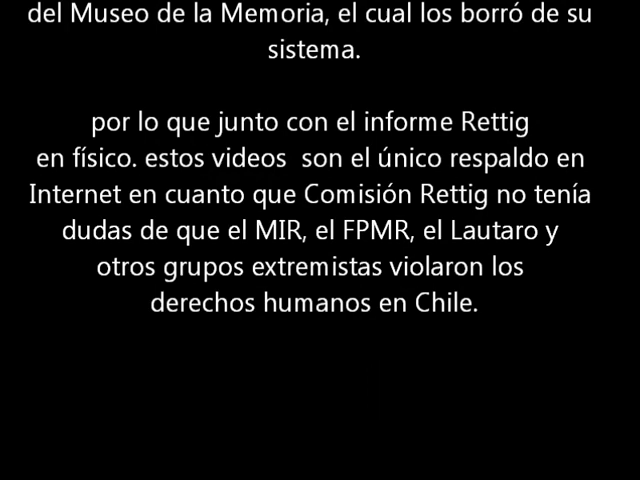 del Museo de la Memoria, el cual los borró de su
sistema.
por lo que junto con el informe Rettig
en físico. estos videos  son el único respaldo en
Internet en cuanto que Comisión Rettig no tenía
dudas de que el MIR, el FPMR, el Lautaro y
otros grupos extremistas violaron los
derechos humanos en Chile.